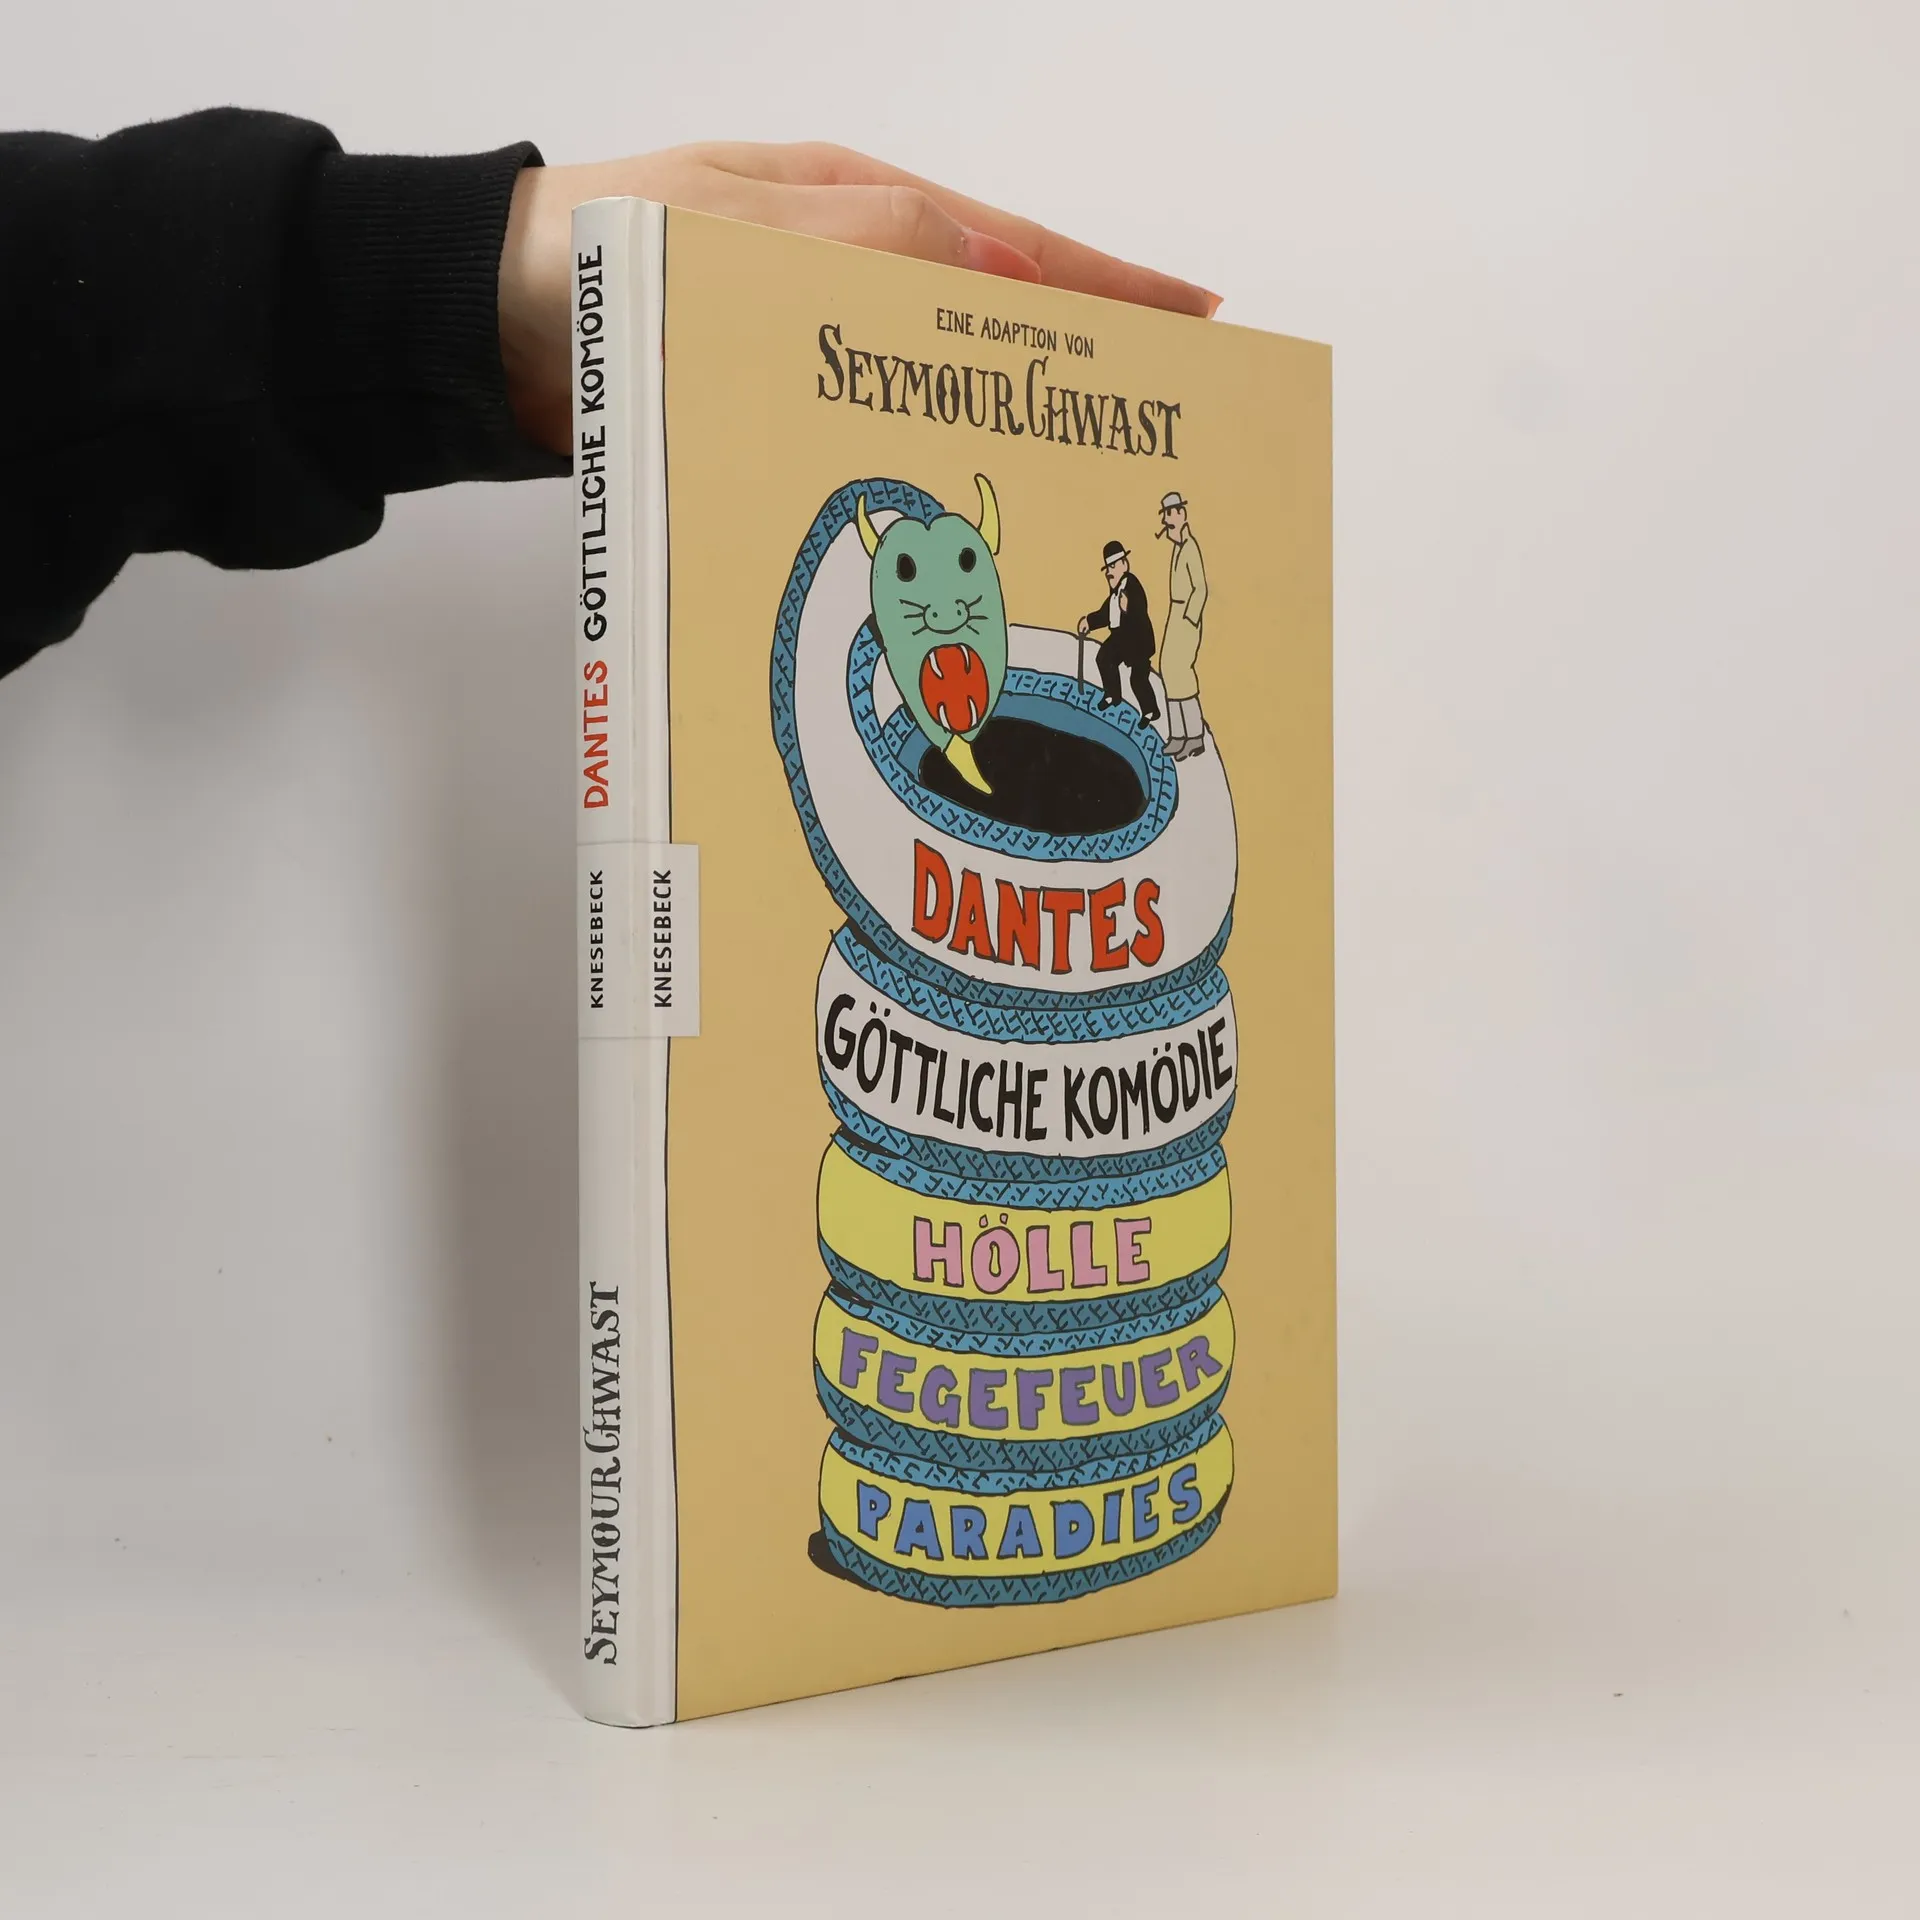 DANTES GÖTTLICHE KOMÖDIE
KNESEBECK
SEYMOUR CHWAST
KNESEBECK
EINE ADAPTION VON
SEYMOUR CHWAST
DANTES
GÖTTLICHE KOMÖDIE
HÖLLE
FEGEFEUER
PARADIES